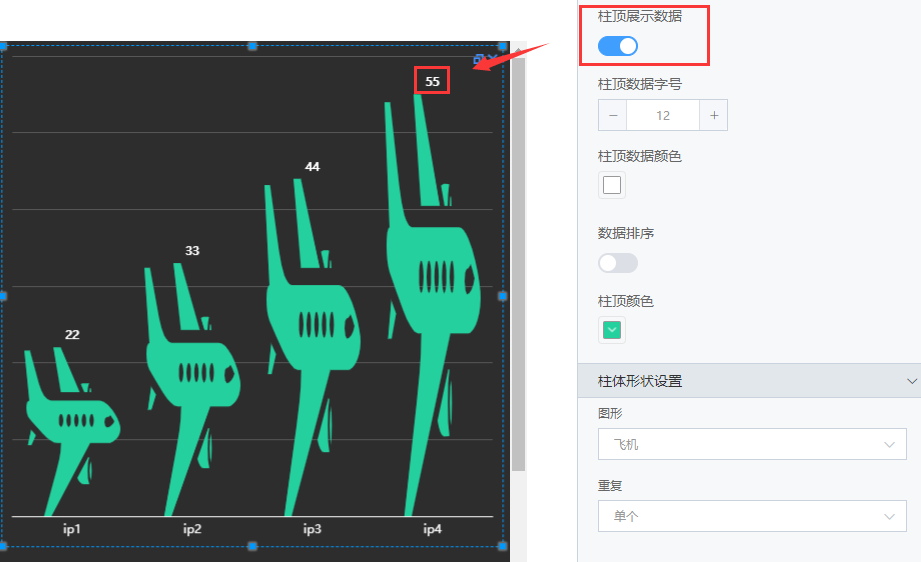 55
44
33
22
ip1
ip2
ip3
ip4
柱顶展示数据
柱顶数据字号
12
柱顶数据颜色
数据排序
柱顶颜色
柱体形状设置
图形
飞机
重复
单个